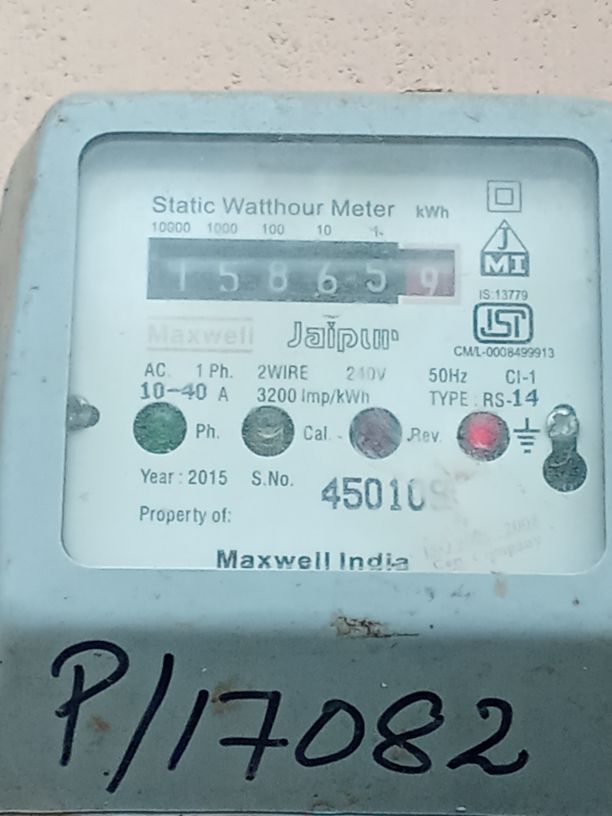 Static Watthour Meter kWh
10000 1000 100 10 1
1 5 8 6 5 9
JMI
IS:13779
ISI
CM/L-0008499913
Maxwell Jaipur
AC. 1 Ph. 2WIRE 240V 50Hz Cl-1
10-40 A 3200 Imp/kWh TYPE : RS-14
Ph. Cal. Rev.
Year : 2015 S.No.
Property of:
Maxwell India
P/17082